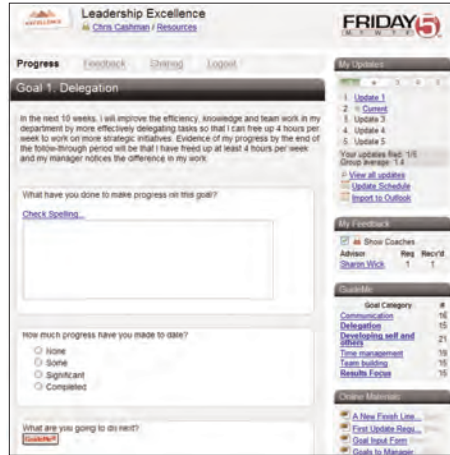 EXCELLENCE
Leadership Excellence
Chris Cashman / Resources
FRIDAY5
Progress Feedback Sharing Logout
Goal 1. Delegation
In the next 10 weeks, I will improve the efficiency, knowledge and team work in my
department by more effectively delegating tasks so that I can free up 4 hours per
week to work on more strategic initiatives. Evidence of my progress by the end of
the follow-through period will be that I have freed up at least 4 hours per week
and my manager notices the difference in my work.
What have you done to make progress on this goal?
Check Spelling...
How much progress have you made to date?
None
Some
Significant
Completed
What are you going to do next?
GuideMe
My Updates
1. Update 1
2. Current
3. Update 3
4. Update 4
5. Update 5
Your updates filed: 1/5
Group average: 1.4
View all updates
Update Schedule
Import to Outlook
My Feedback
Show Coaches
Advisor Req Recv'd
Sharon Wick 1 1
GuideMe
Goal Category #
Communication 16
Delegation 15
Developing self and
others 21
Time management 19
Team building 15
Results Focus 15
Online Materials
A New Finish Line...
First Update Requ...
Goal Input Form
Goals to Manager